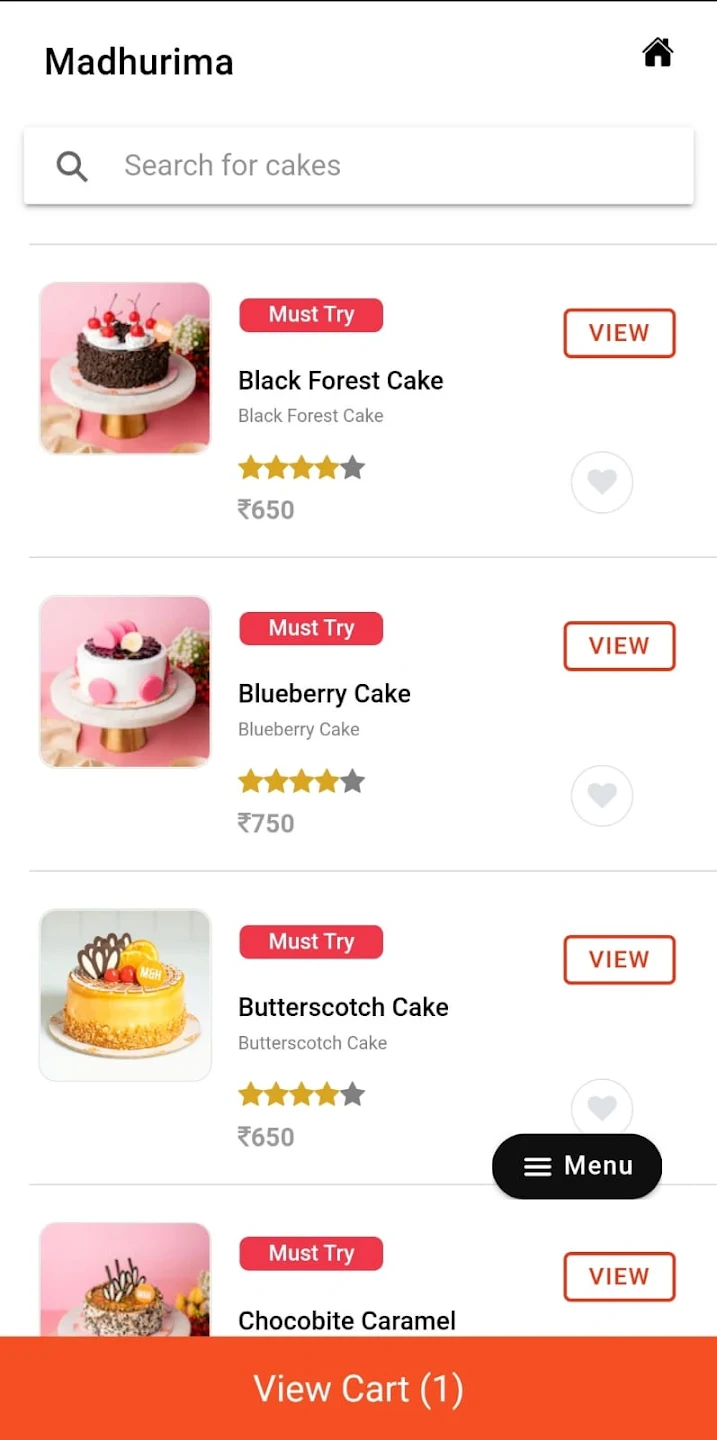 Madhurima
Search for cakes
Must Try
VIEW
Black Forest Cake
Black Forest Cake
₹650
Must Try
VIEW
Blueberry Cake
Blueberry Cake
₹750
M&H
Must Try
VIEW
Butterscotch Cake
Butterscotch Cake
₹650
Menu
Must Try
VIEW
Chocobite Caramel
View Cart (1)